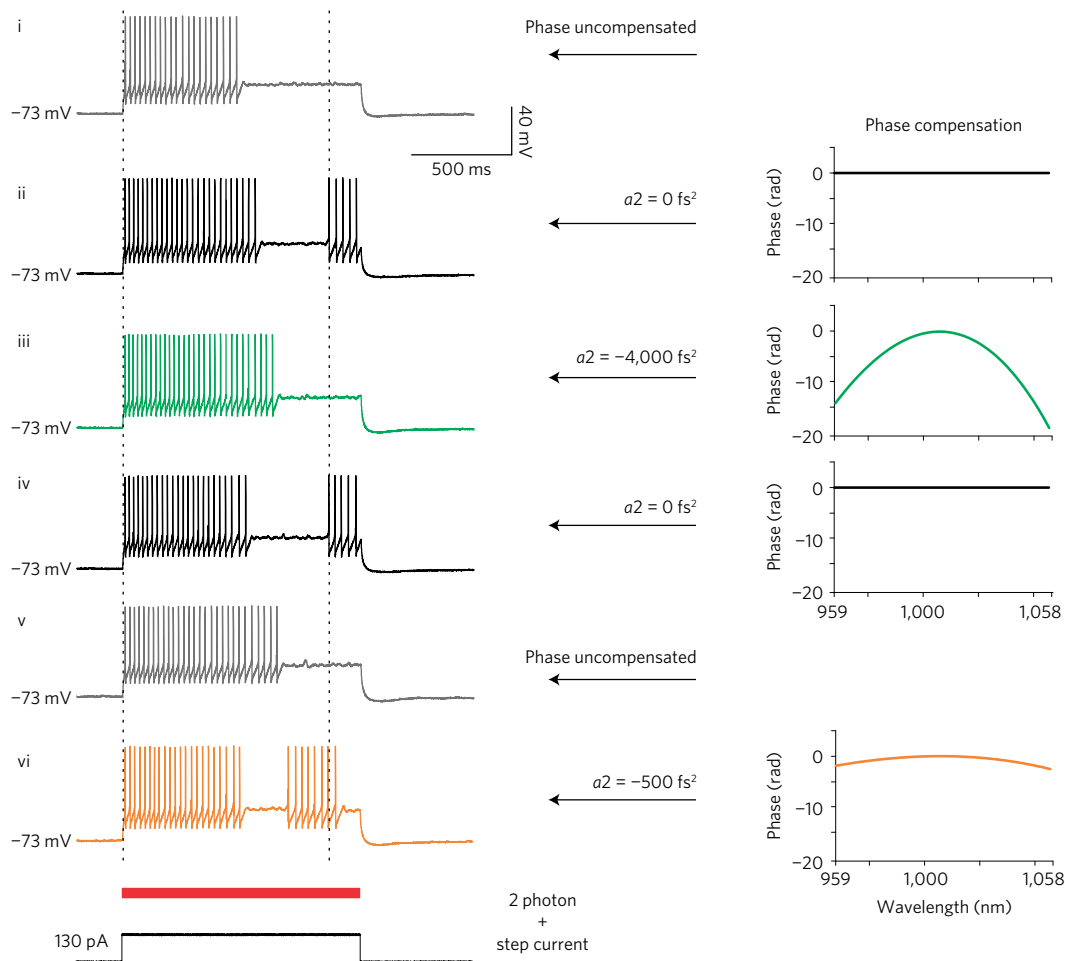 i
Phase uncompensated
−73 mV
40 mV
500 ms
Phase compensation
ii
a2 = 0 fs²
−73 mV
Phase (rad)
0
−10
−20
iii
a2 = −4,000 fs²
−73 mV
Phase (rad)
0
−10
−20
iv
a2 = 0 fs²
−73 mV
Phase (rad)
0
−10
−20
959
1,000
1,058
v
Phase uncompensated
−73 mV
vi
a2 = −500 fs²
−73 mV
Phase (rad)
0
−10
−20
959
1,000
1,058
Wavelength (nm)
2 photon
+
step current
130 pA